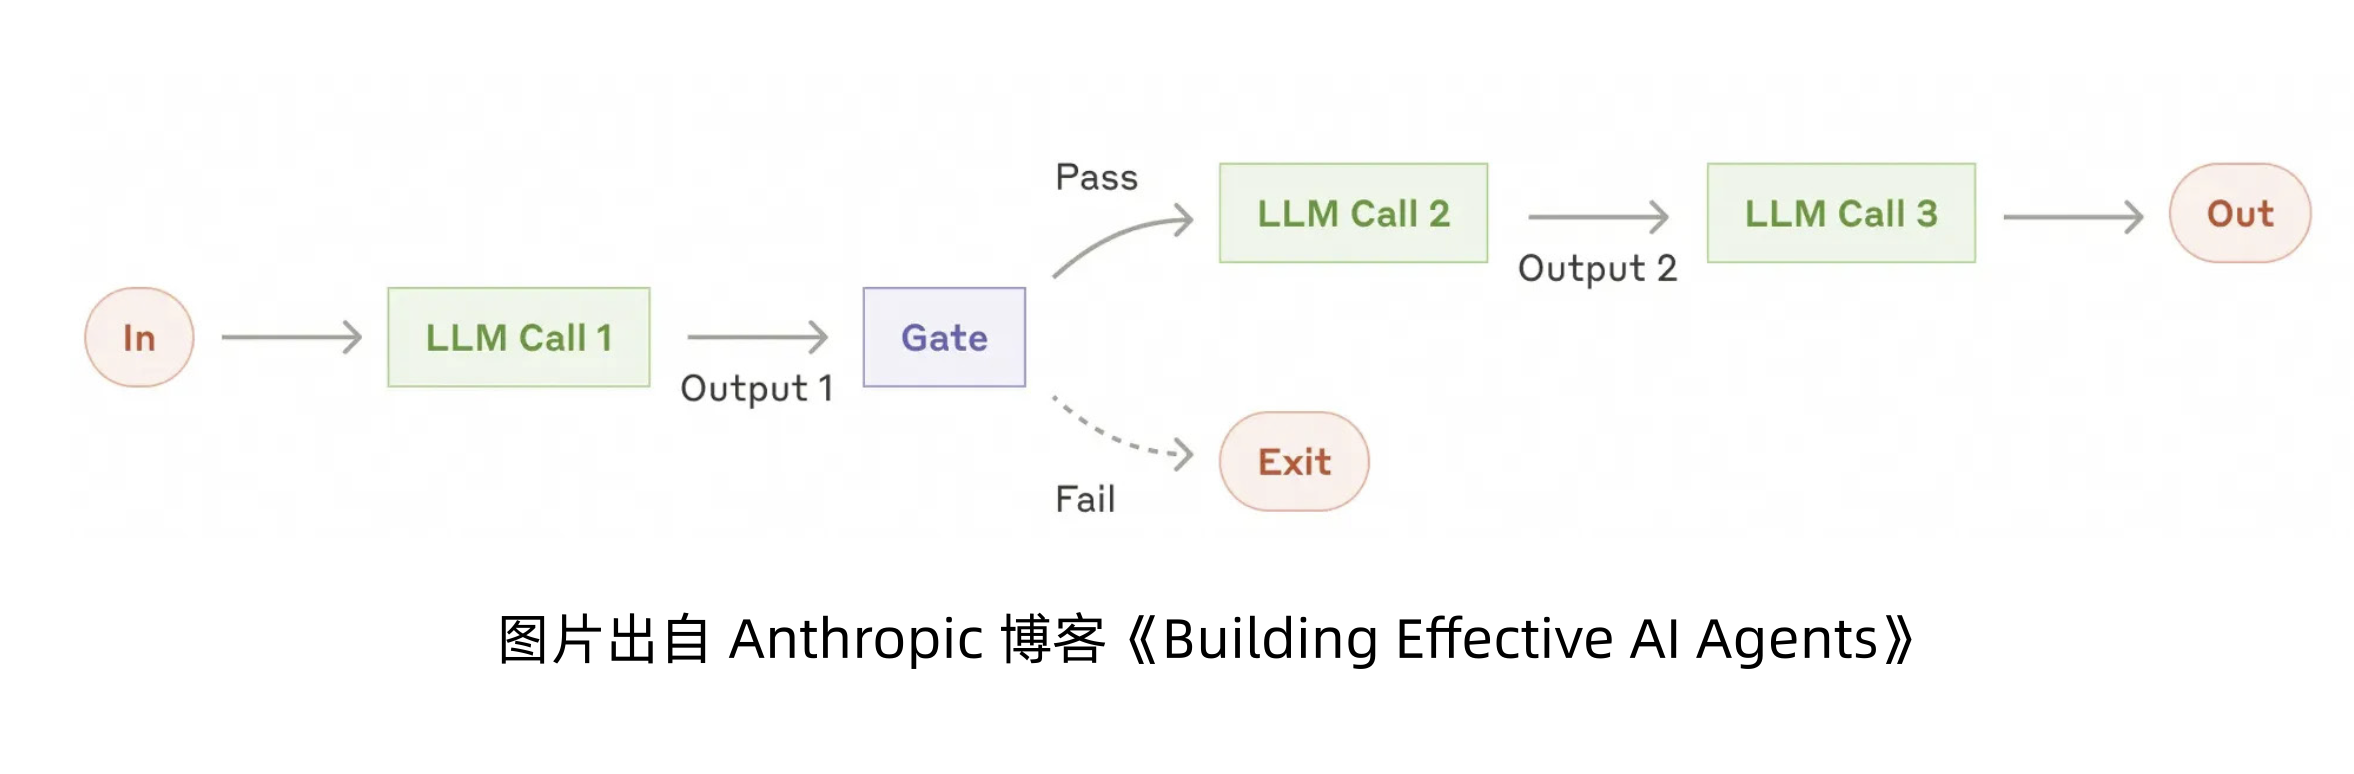 Pass
LLM Call 2
LLM Call 3
Out
Output 2
In
LLM Call 1
Gate
Output 1
Exit
Fail
图片出自 Anthropic 博客《Building Effective AI Agents》